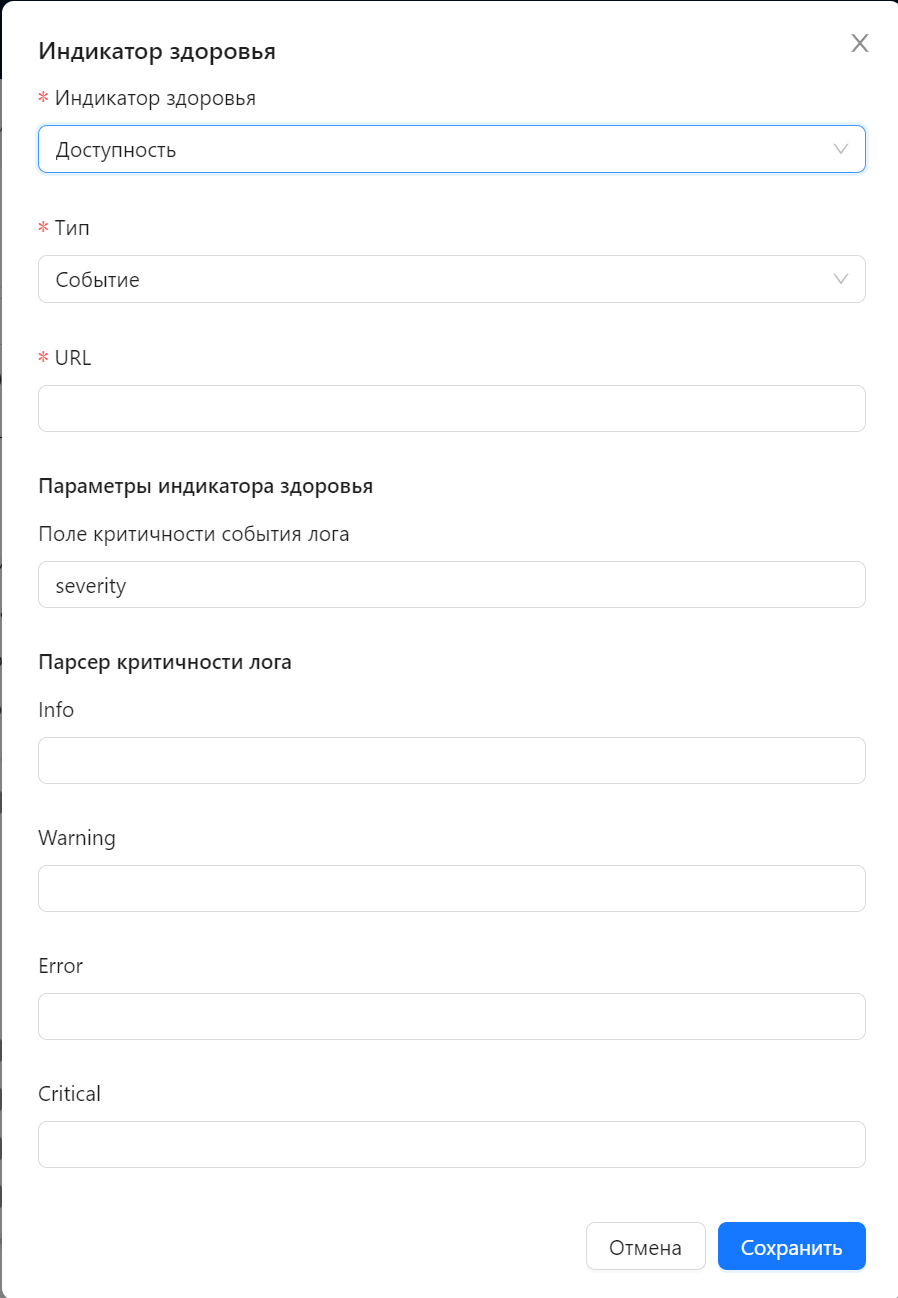 Индикатор здоровья
* Индикатор здоровья
Доступность
* Тип
Событие
* URL
Параметры индикатора здоровья
Поле критичности события лога
severity
Парсер критичности лога
Info
Warning
Error
Critical
Отмена
Сохранить